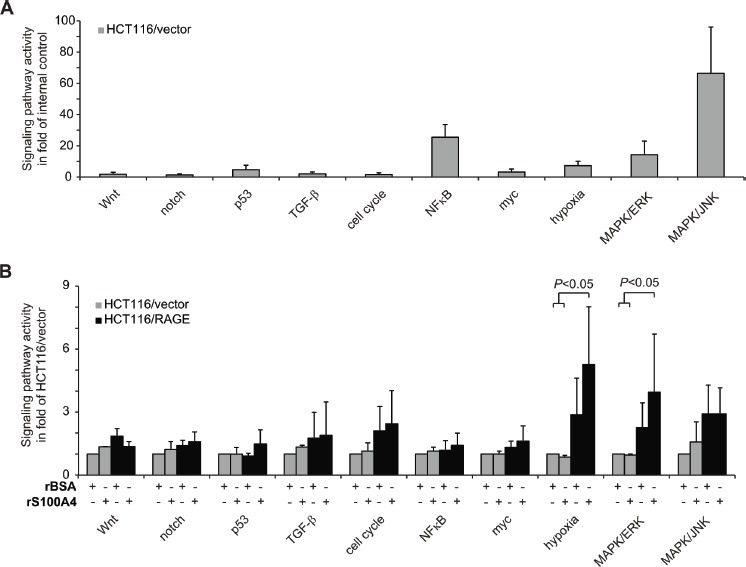 A
Signaling pathway activity
in fold of internal control
100
80
60
40
20
0
HCT116/vector
Wnt
notch
p53
TGF-β
cell cycle
NFκB
myc
hypoxia
MAPK/ERK
MAPK/JNK
B
Signaling pathway activity
in fold of HCT116/vector
9
6
3
0
HCT116/vector
HCT116/RAGE
P<0.05
P<0.05
rBSA + - + - + - + - + - + - + - + - + - + - + - + - + - + - + - + - + - + - + - + -
rS100A4 - + - + - + - + - + - + - + - + - + - + - + - + - + - + - + - + - + - + - + - +
Wnt
notch
p53
TGF-β
cell cycle
NFκB
myc
hypoxia
MAPK/ERK
MAPK/JNK